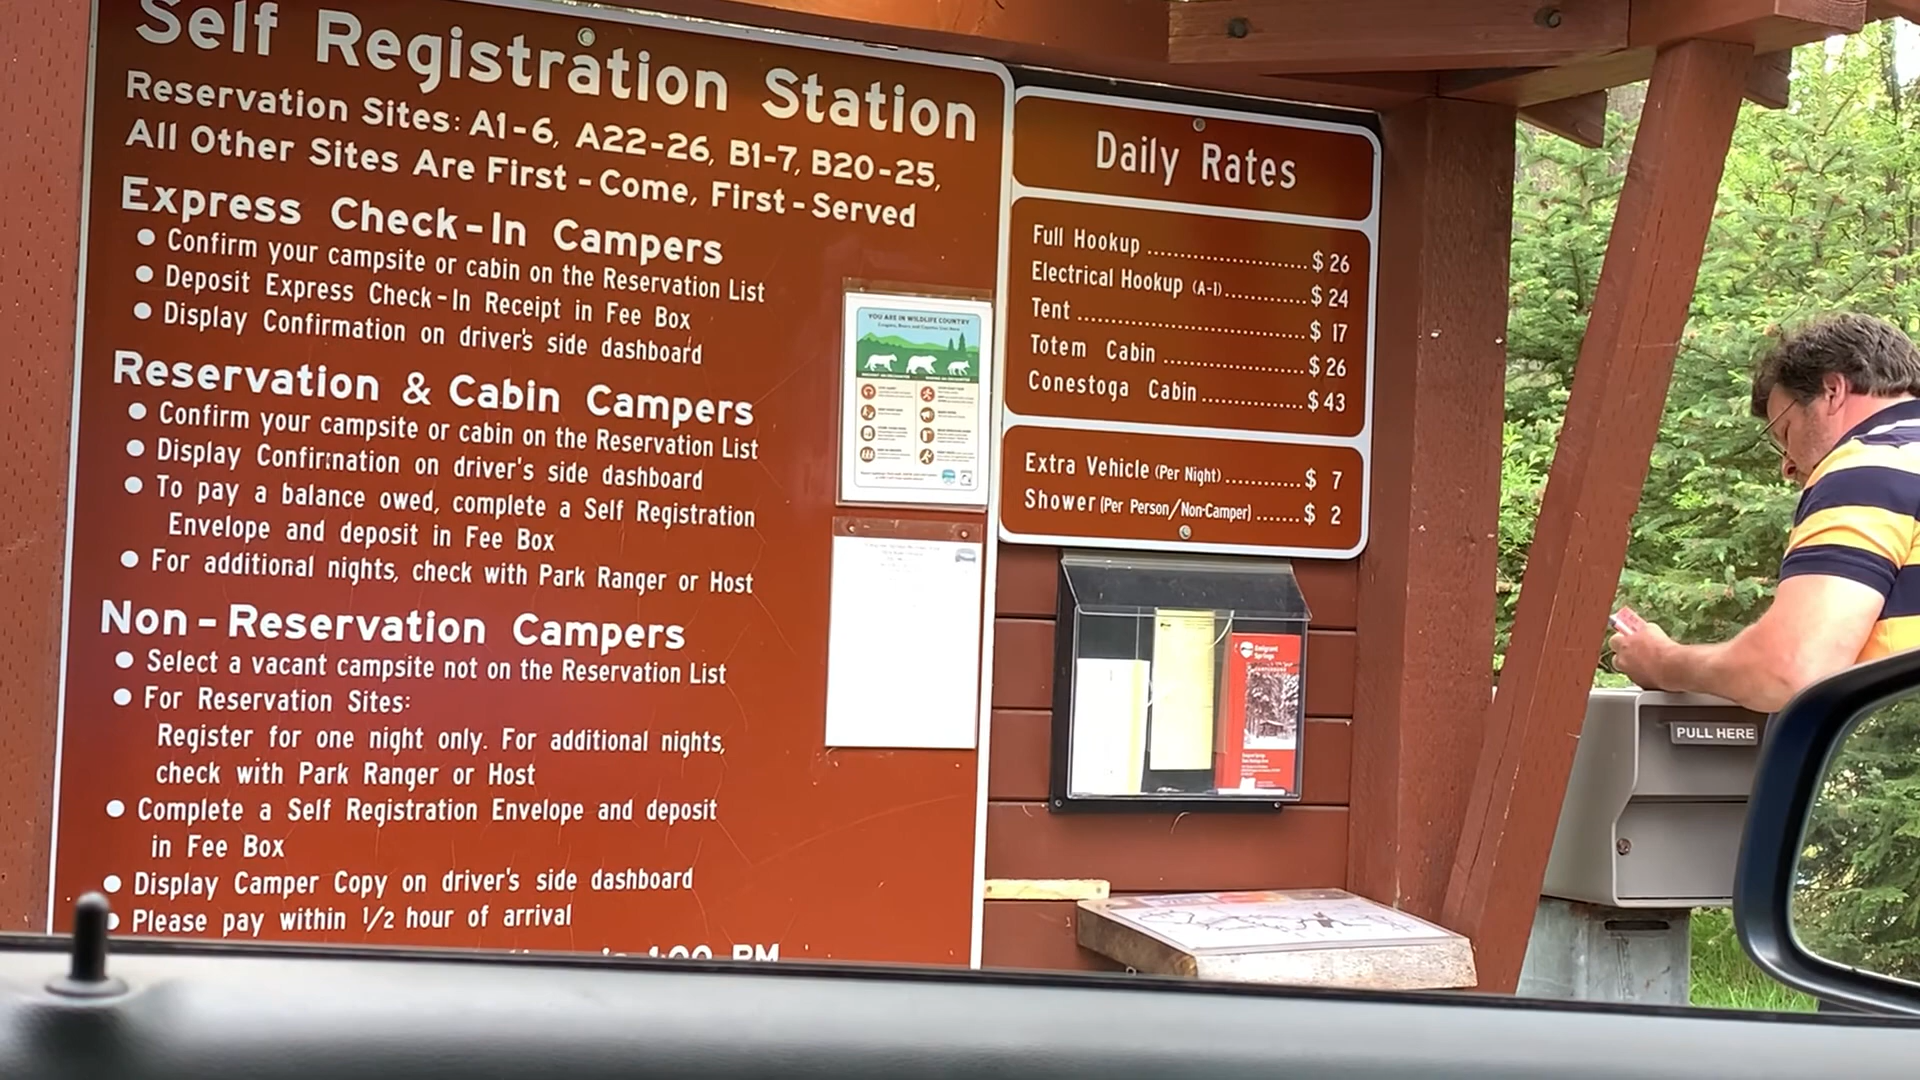 Self Registration Station
Reservation Sites: A1-6, A22-26, B1-7, B20-25,
All Other Sites Are First-Come, First-Served
Express Check-In Campers
• Confirm your campsite or cabin on the Reservation List
• Deposit Express Check-In Receipt in Fee Box
• Display Confirmation on driver's side dashboard
Reservation & Cabin Campers
• Confirm your campsite or cabin on the Reservation List
• Display Confirmation on driver's side dashboard
• To pay a balance owed, complete a Self Registration
Envelope and deposit in Fee Box
• For additional nights, check with Park Ranger or Host
Non-Reservation Campers
• Select a vacant campsite not on the Reservation List
• For Reservation Sites:
Register for one night only. For additional nights,
check with Park Ranger or Host
• Complete a Self Registration Envelope and deposit
in Fee Box
• Display Camper Copy on driver's side dashboard
• Please pay within 1/2 hour of arrival
1:00 PM
YOU ARE IN WILDLIFE COUNTRY
Daily Rates
Full Hookup ........................ $ 26
Electrical Hookup (A-1) ............ $ 24
Tent ................................ $ 17
Totem Cabin ...................... $ 26
Conestoga Cabin ............... $ 43
Extra Vehicle (Per Night) ............ $ 7
Shower (Per Person/Non-Camper) ....... $ 2
Emigrant
Springs
PULL HERE